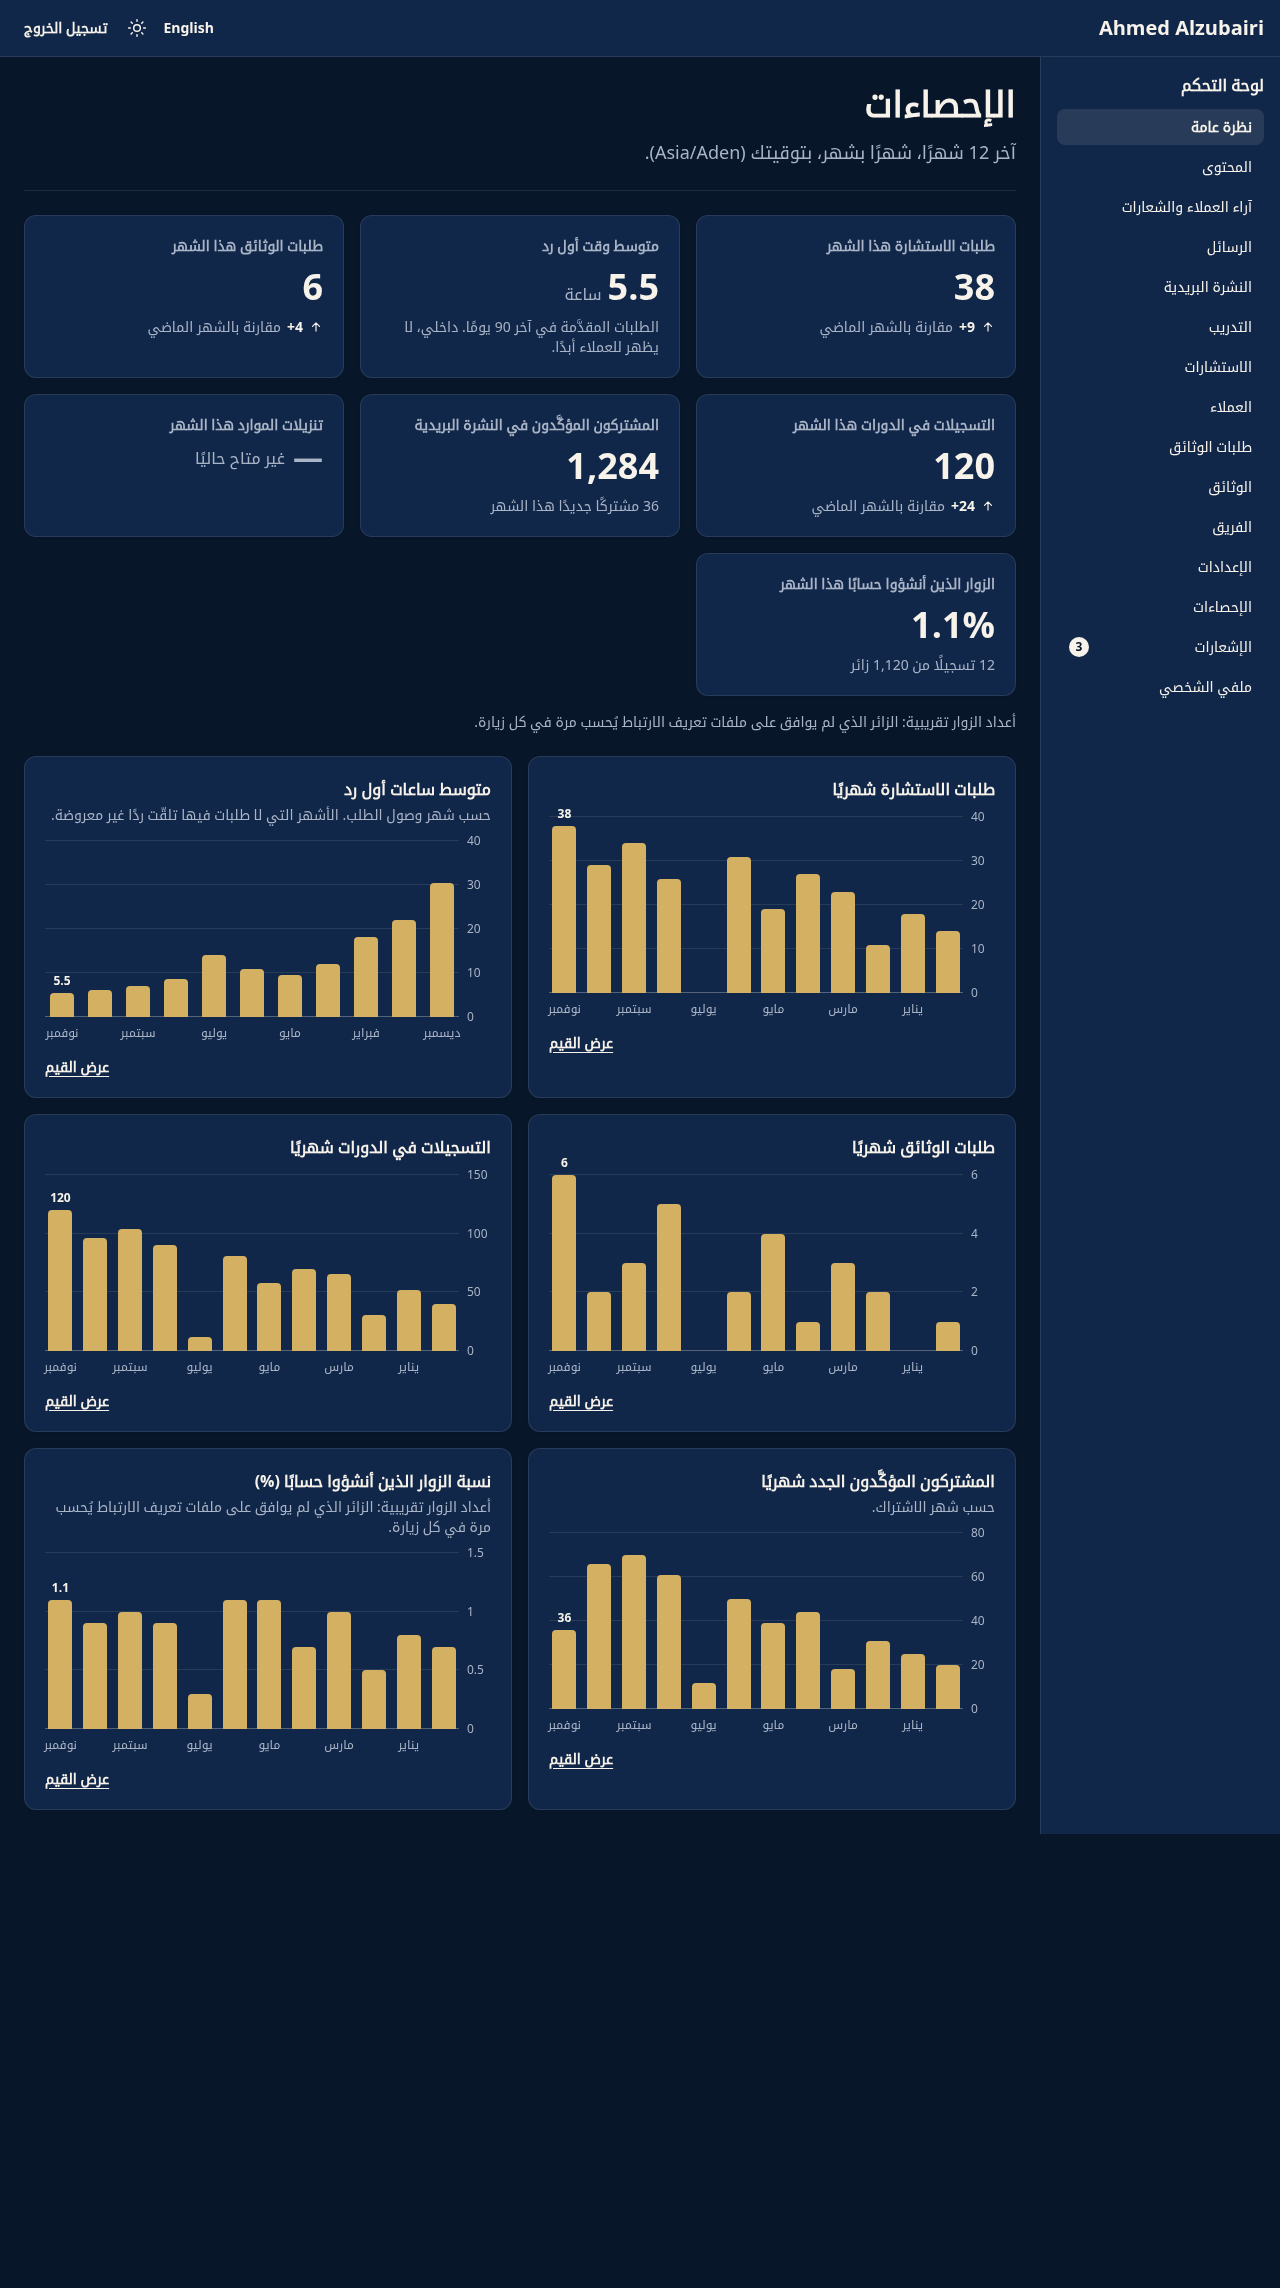 Ahmed Alzubairi
English
تسجيل الخروج
لوحة التحكم
نظرة عامة
المحتوى
آراء العملاء والشعارات
الرسائل
النشرة البريدية
التدريب
الاستشارات
العملاء
طلبات الوثائق
الوثائق
الفريق
الإعدادات
الإحصاءات
الإشعارات
3
ملفي الشخصي
الإحصاءات
آخر 12 شهرًا، شهرًا بشهر، بتوقيتك (Asia/Aden).
طلبات الاستشارة هذا الشهر
38
↑ +9 مقارنة بالشهر الماضي
متوسط وقت أول رد
5.5 ساعة
الطلبات المقدَّمة في آخر 90 يومًا. داخلي، لا
يظهر للعملاء أبدًا.
طلبات الوثائق هذا الشهر
6
↑ +4 مقارنة بالشهر الماضي
التسجيلات في الدورات هذا الشهر
120
↑ +24 مقارنة بالشهر الماضي
المشتركون المؤكَّدون في النشرة البريدية
1,284
36 مشتركًا جديدًا هذا الشهر
تنزيلات الموارد هذا الشهر
— غير متاح حاليًا
الزوار الذين أنشؤوا حسابًا هذا الشهر
1.1%
12 تسجيلًا من 1,120 زائر
أعداد الزوار تقريبية: الزائر الذي لم يوافق على ملفات تعريف الارتباط يُحسب مرة في كل زيارة.
طلبات الاستشارة شهريًا
38
40
30
20
10
0
يناير مارس مايو يوليو سبتمبر نوفمبر
عرض القيم
متوسط ساعات أول رد
حسب شهر وصول الطلب. الأشهر التي لا طلبات فيها تلقّت ردًا غير معروضة.
40
30
20
10
0
5.5
ديسمبر فبراير مايو يوليو سبتمبر نوفمبر
عرض القيم
طلبات الوثائق شهريًا
6
6
4
2
0
يناير مارس مايو يوليو سبتمبر نوفمبر
عرض القيم
التسجيلات في الدورات شهريًا
150
100
50
0
120
يناير مارس مايو يوليو سبتمبر نوفمبر
عرض القيم
المشتركون المؤكَّدون الجدد شهريًا
حسب شهر الاشتراك.
80
60
40
20
0
36
يناير مارس مايو يوليو سبتمبر نوفمبر
عرض القيم
نسبة الزوار الذين أنشؤوا حسابًا (%)
أعداد الزوار تقريبية: الزائر الذي لم يوافق على ملفات تعريف الارتباط يُحسب
مرة في كل زيارة.
1.5
1
0.5
0
1.1
يناير مارس مايو يوليو سبتمبر نوفمبر
عرض القيم